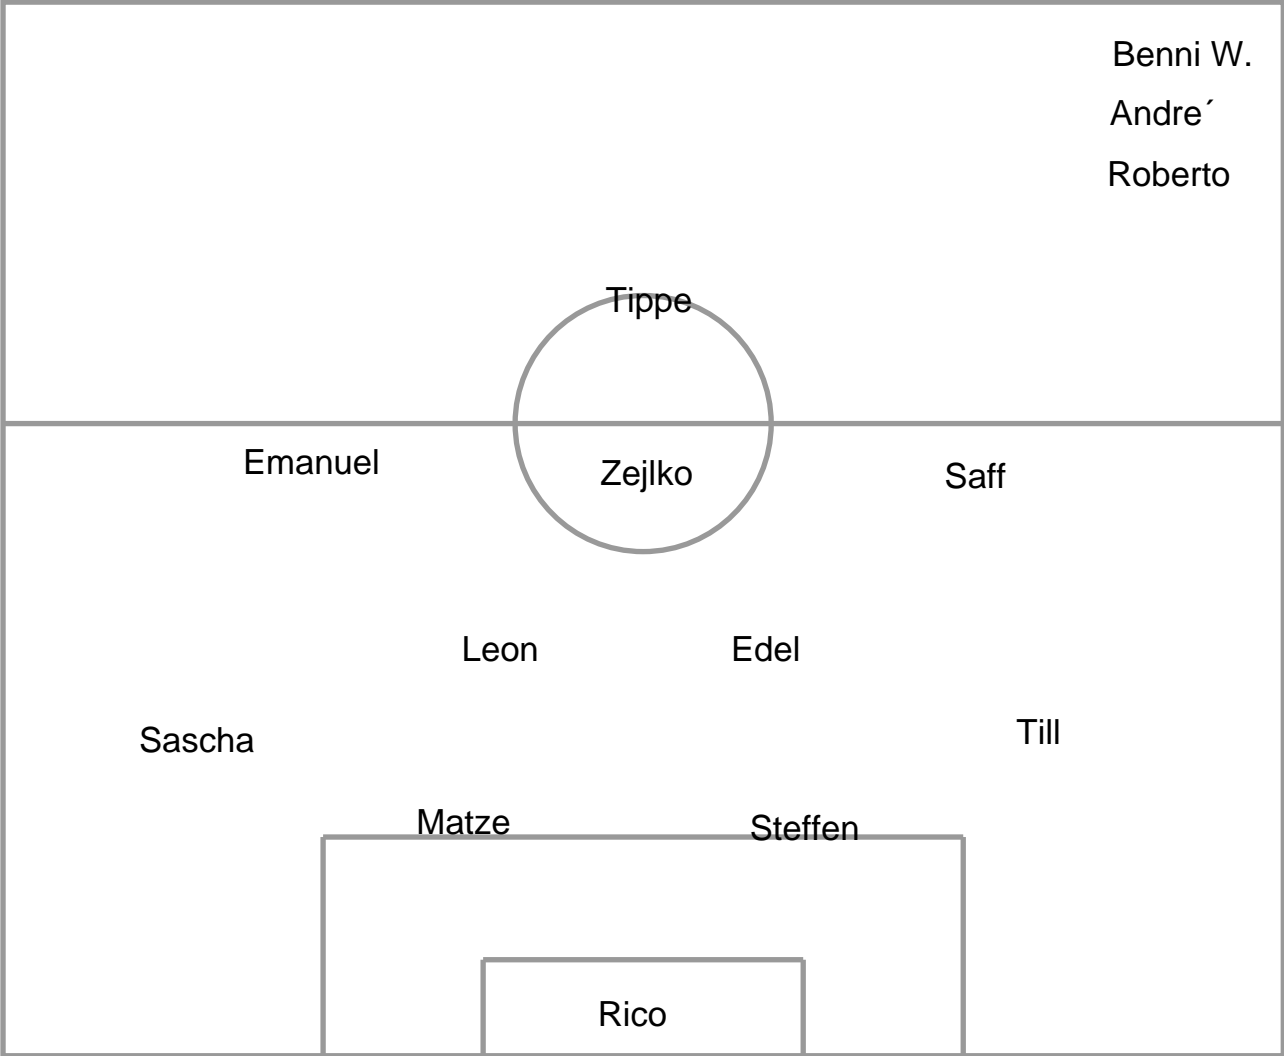 Benni W.
Andre´
Roberto
Tippe
Emanuel
Zejlko
Saff
Leon
Edel
Sascha
Till
Matze
Steffen
Rico